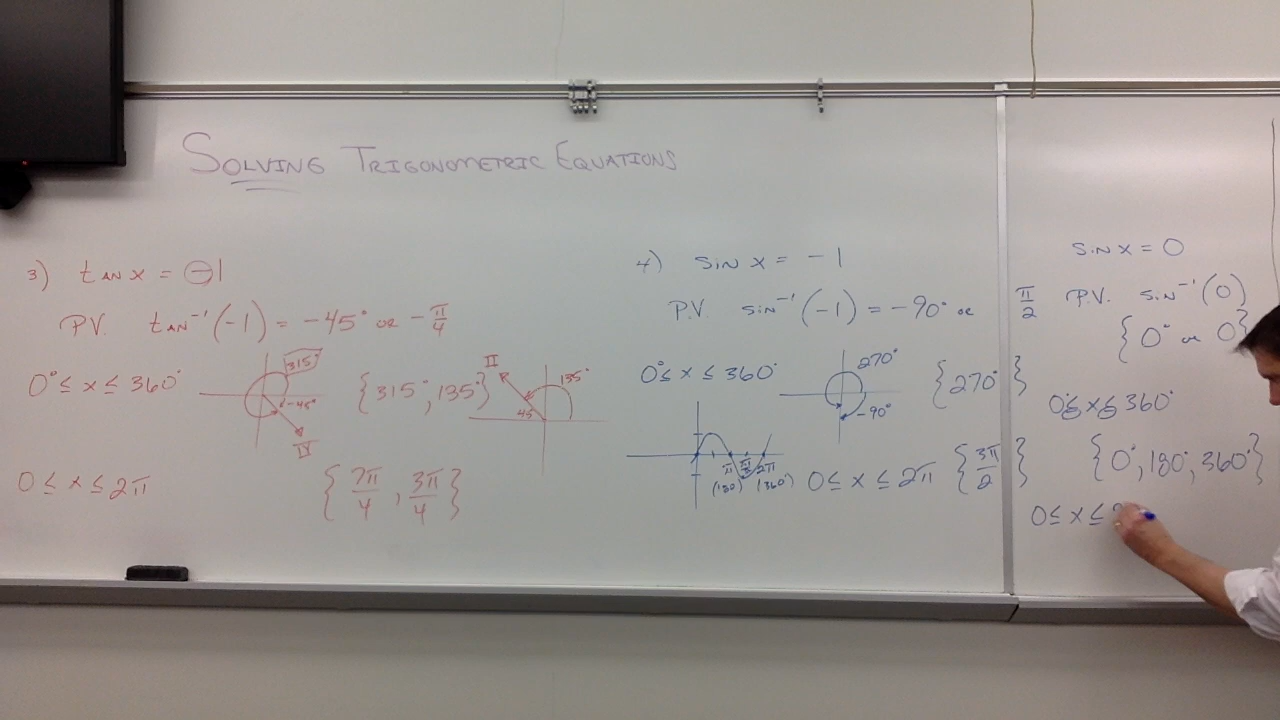 SOLVING TRIGONOMETRIC EQUATIONS
3) tAN x = -1
P.V. tAN⁻¹(-1) = -45° or -π/4
0° ≤ x ≤ 360°
315°
-45°
IV
{315°, 135°}
II
135°
45
0 ≤ x ≤ 2π
{7π/4, 3π/4}
4) SiN x = -1
P.V. SiN⁻¹(-1) = -90° or π/2
0° ≤ x ≤ 360°
270°
-90°
{270°}
π
2π
(180) (360°)
0 ≤ x ≤ 2π
{3π/2}
SiN x = 0
P.V. SiN⁻¹(0)
{0° or 0}
0° ≤ x ≤ 360°
{0°, 180°, 360°}
0 ≤ x ≤